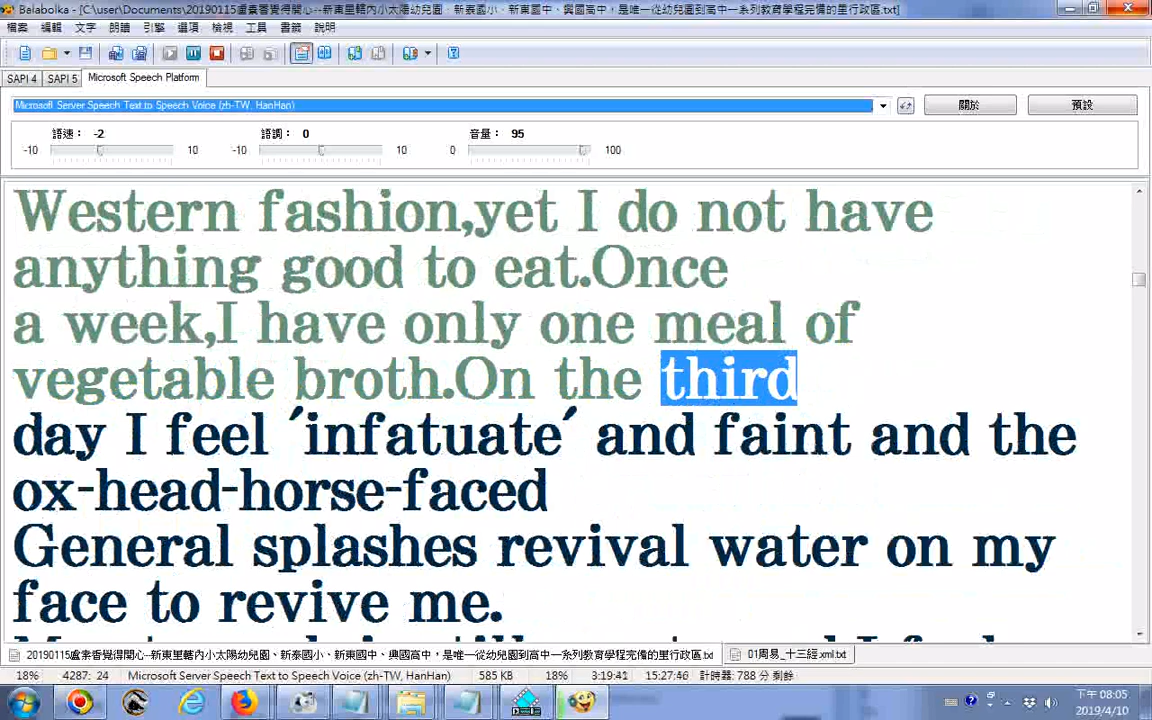 Balabolka - [C:\user\Documents\20190115盧素香覺得開心--新東里轄內小太陽幼兒園、新泰國小、新東國中、興國高中，是唯一從幼兒園到高中一系列教育學程完備的里行政區.txt]
檔案 編輯 文字 朗讀 引擎 選項 檢視 工具 書籤 說明
SAPI 4 SAPI 5 Microsoft Speech Platform
Microsoft Server Speech Text to Speech Voice (zh-TW, HanHan)
關於 預設
語速： -2 語調： 0 音量： 95
-10 10 -10 10 0 100
Western fashion,yet I do not have
anything good to eat.Once
a week,I have only one meal of
vegetable broth.On the third
day I feel 'infatuate' and faint and the
ox-head-horse-faced
General splashes revival water on my
face to revive me.
20190115盧素香覺得開心--新東里轄內小太陽幼兒園、新泰國小、新東國中、興國高中，是唯一從幼兒園到高中一系列教育學程完備的里行政區.txt 01周易_十三經.xml.txt
18% 4287: 24 Microsoft Server Speech Text to Speech Voice (zh-TW, HanHan) 585 KB 18% 3:19:41 15:27:46 計時器: 788 分 剩餘
下午 08:05
2019/4/10